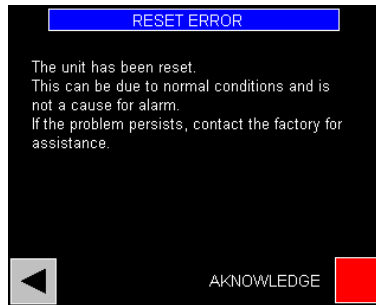 RESET ERROR
The unit has been reset.
This can be due to normal conditions and is
not a cause for alarm.
If the problem persists, contact the factory for
assistance.
AKNOWLEDGE